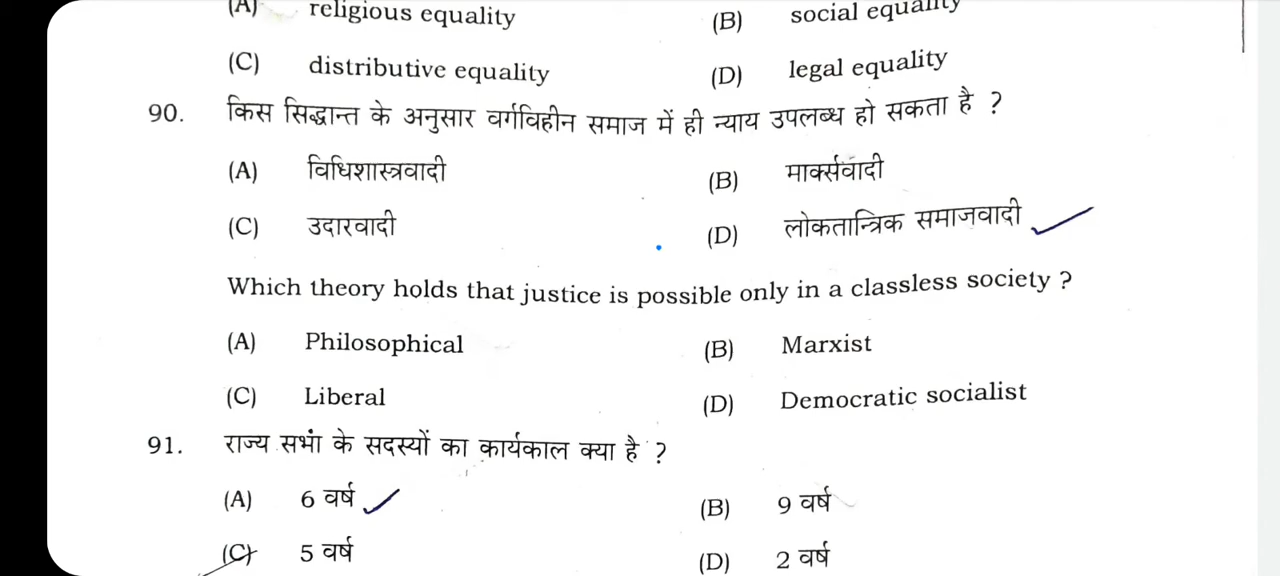 (A) religious equality (B) social equality
(C) distributive equality (D) legal equality
90. किस सिद्धान्त के अनुसार वर्गविहीन समाज में ही न्याय उपलब्ध हो सकता है ?
(A) विधिशास्त्रवादी (B) मार्क्सवादी
(C) उदारवादी (D) लोकतान्त्रिक समाजवादी
Which theory holds that justice is possible only in a classless society ?
(A) Philosophical (B) Marxist
(C) Liberal (D) Democratic socialist
91. राज्य सभा के सदस्यों का कार्यकाल क्या है ?
(A) 6 वर्ष (B) 9 वर्ष
(C) 5 वर्ष (D) 2 वर्ष